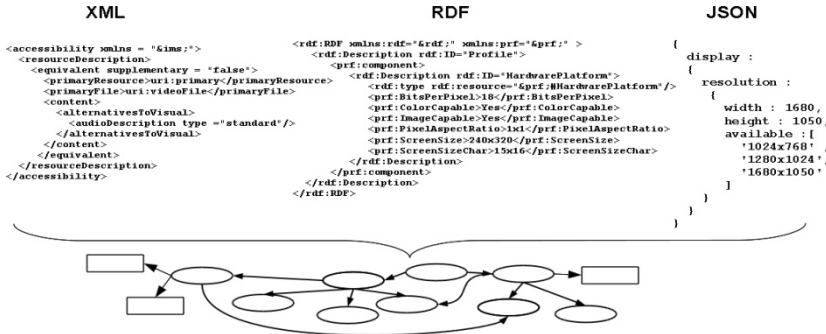 XML
<accessibility xmlns = "&ims;">
<resourceDescription>
<equivalent supplementary = "false">
<primaryResource>uri:primary</primaryResource>
<primaryFile>uri:videoFile</primaryFile>
<content>
<alternativesToVisual>
<audioDescription type ="standard"/>
</alternativesToVisual>
</content>
</equivalent>
</resourceDescription>
</accessibility>
RDF
<rdf:RDF xmlns:rdf="&rdf;" xmlns:prf="&prf;" >
<rdf:Description rdf:ID="Profile">
<prf:component>
<rdf:Description rdf:ID="HardwarePlatform">
<rdf:type rdf:resource="&prf;#HardwarePlatform"/>
<prf:BitsPerPixel>18</prf:BitsPerPixel>
<prf:ColorCapable>Yes</prf:ColorCapable>
<prf:ImageCapable>Yes</prf:ImageCapable>
<prf:PixelAspectRatio>1x1</prf:PixelAspectRatio>
<prf:ScreenSize>240x320</prf:ScreenSize>
<prf:ScreenSizeChar>15x16</prf:ScreenSizeChar>
</rdf:Description>
</prf:component>
</rdf:Description>
</rdf:RDF>
JSON
{
display :
{
resolution :
{
width : 1680,
height : 1050,
available :[
'1024x768' ,
'1280x1024',
'1680x1050'
]
}
}
}